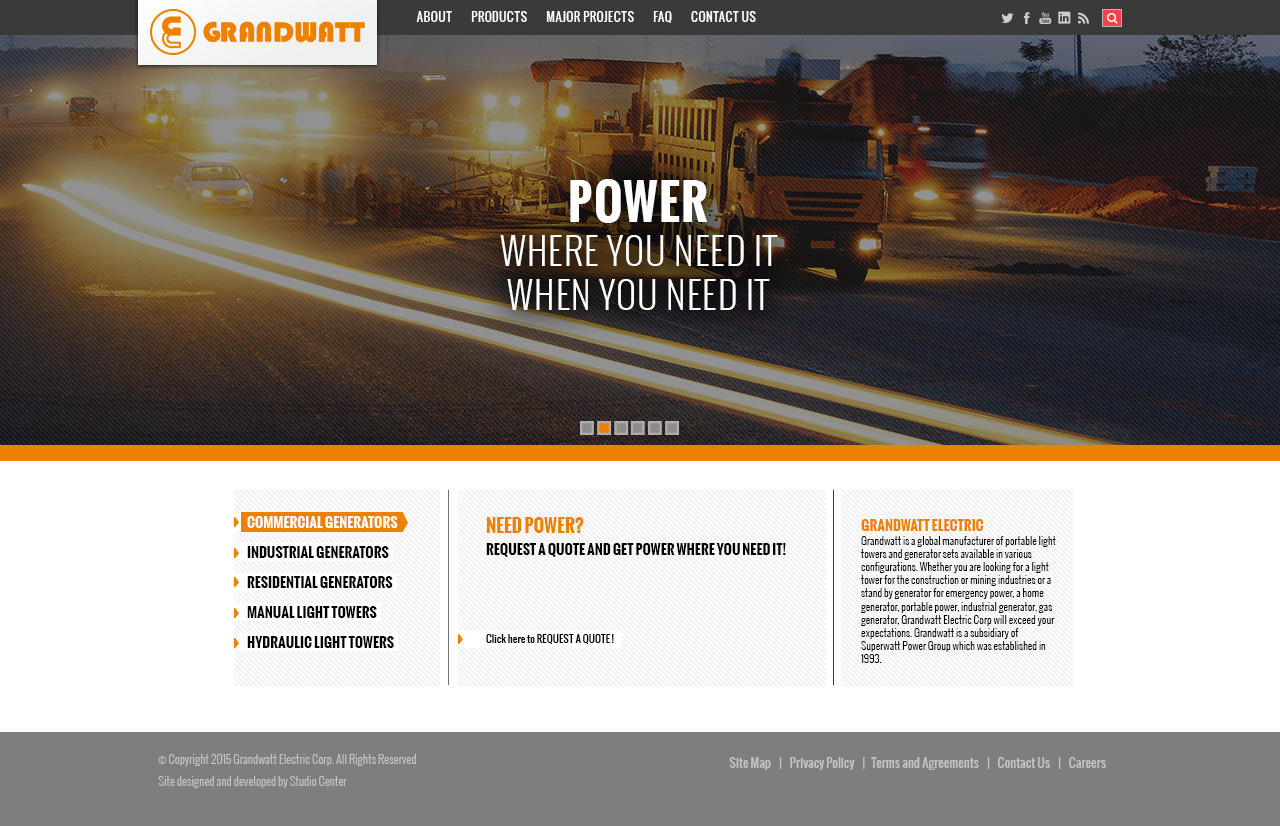 GRANDWATT
ABOUT PRODUCTS MAJOR PROJECTS FAQ CONTACT US
POWER
WHERE YOU NEED IT
WHEN YOU NEED IT
COMMERCIAL GENERATORS
INDUSTRIAL GENERATORS
RESIDENTIAL GENERATORS
MANUAL LIGHT TOWERS
HYDRAULIC LIGHT TOWERS
NEED POWER?
REQUEST A QUOTE AND GET POWER WHERE YOU NEED IT!
Click here to REQUEST A QUOTE!
GRANDWATT ELECTRIC
Grandwatt is a global manufacturer of portable light
towers and generator sets available in various
configurations. Whether you are looking for a light
tower for the construction or mining industries or a
stand by generator for emergency power, a home
generator, portable power, industrial generator, gas
generator, Grandwatt Electric Corp will exceed your
expectations. Grandwatt is a subsidiary of
Superwatt Power Group which was established in
1993.
© Copyright 2015 Grandwatt Electric Corp. All Rights Reserved
Site designed and developed by Studio Center
Site Map | Privacy Policy | Terms and Agreements | Contact Us | Careers